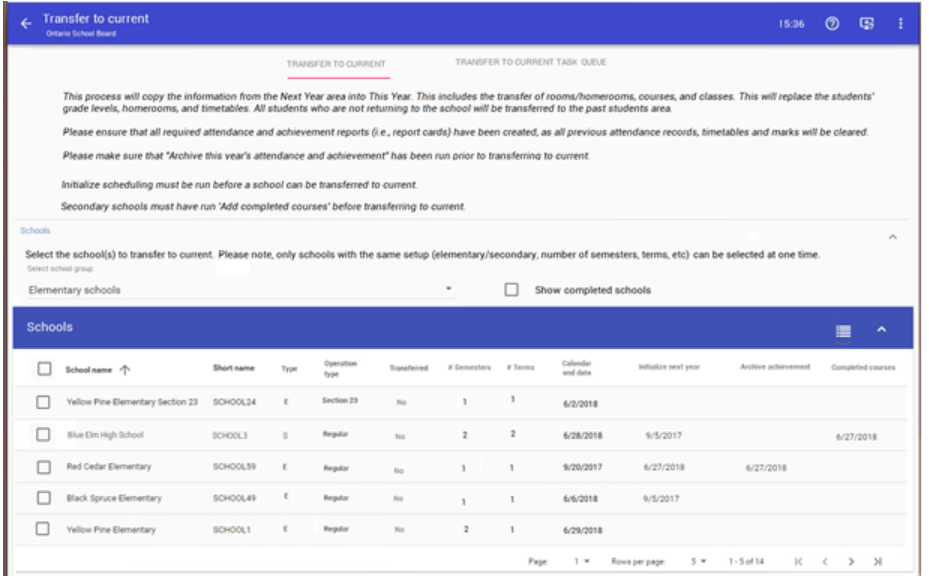 Transfer to current
Ontario School Board
15:36
TRANSFER TO CURRENT TRANSFER TO CURRENT TASK QUEUE
This process will copy the information from the Next Year area into This Year. This includes the transfer of rooms/homerooms, courses, and classes. This will replace the students'
grade levels, homerooms, and timetables. All students who are not returning to the school will be transferred to the past students area.
Please ensure that all required attendance and achievement reports (i.e., report cards) have been created, as all previous attendance records, timetables and marks will be cleared.
Please make sure that "Archive this year's attendance and achievement" has been run prior to transferring to current.
Initialize scheduling must be run before a school can be transferred to current.
Secondary schools must have run 'Add completed courses' before transferring to current.
Schools
Select the school(s) to transfer to current. Please note, only schools with the same setup (elementary/secondary, number of semesters, terms, etc) can be selected at one time.
Select school group
Elementary schools Show completed schools
Schools
School name Short name Type Operation type Transferred # Semesters # Terms Calendar end date Initialize next year Archive achievement Completed courses
Yellow Pine Elementary Section 23 SCHOOL24 E Section 23 No 1 1 6/2/2018
Blue Elm High School SCHOOL3 S Regular No 2 2 6/28/2018 9/5/2017 6/27/2018
Red Cedar Elementary SCHOOL59 E Regular No 1 1 9/20/2017 6/27/2018 6/27/2018
Black Spruce Elementary SCHOOL49 E Regular No 1 1 6/6/2018 9/5/2017
Yellow Pine Elementary SCHOOL1 E Regular No 2 1 6/29/2018
Page: 1 Rows per page: 5 1 - 5 of 14